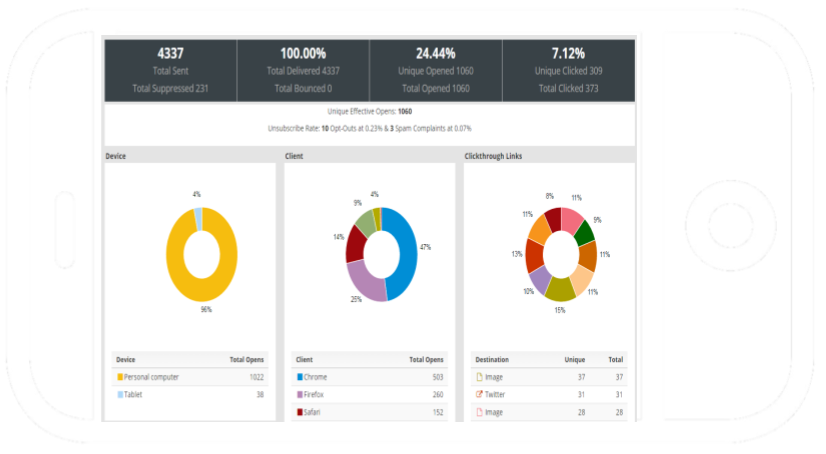 4337
Total Sent
Total Suppressed 231
100.00%
Total Delivered 4337
Total Bounced 0
24.44%
Unique Opened 1060
Total Opened 1060
7.12%
Unique Clicked 309
Total Clicked 373
Unique Effective Opens: 1060
Unsubscribe Rate: 10 Opt-Outs at 0.23% & 3 Spam Complaints at 0.07%
Device
4%
96%
Device Total Opens
Personal computer 1022
Tablet 38
Client
4%
9%
14%
47%
25%
Client Total Opens
Chrome 503
Firefox 260
Safari 152
Clickthrough Links
8%
11%
11%
9%
13%
11%
10%
11%
15%
Destination Unique Total
Image 37 37
Twitter 31 31
Image 28 28